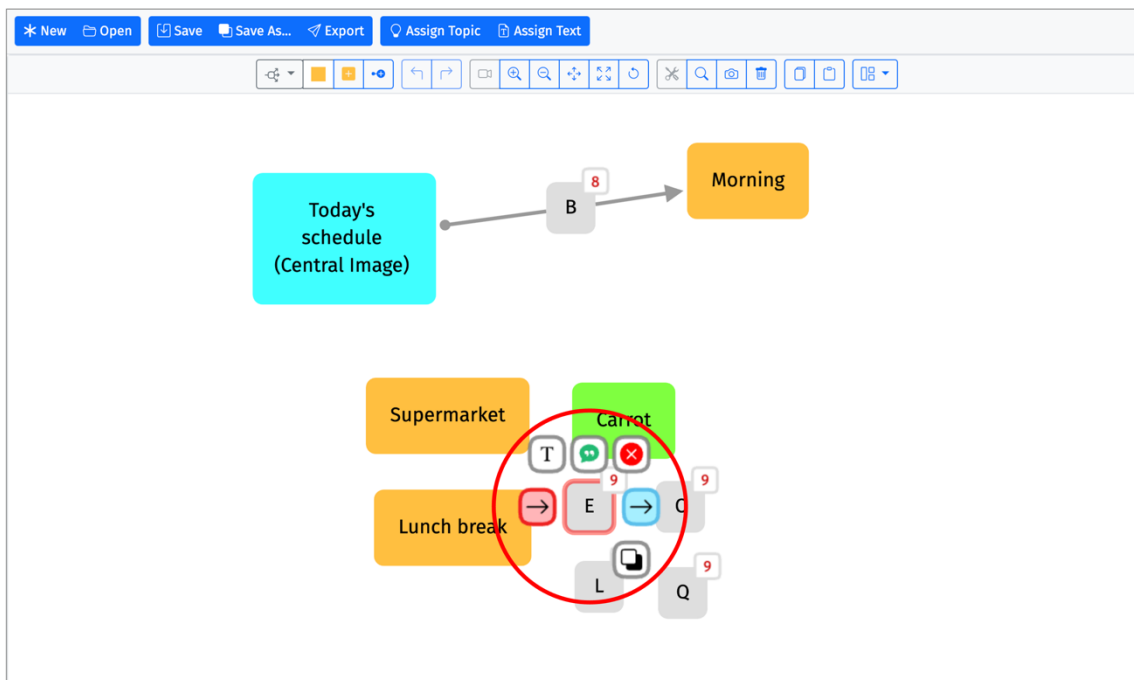 New Open Save Save As... Export Assign Topic Assign Text
8
B
Morning
Today's
schedule
(Central Image)
Supermarket
Carrot
T
9
9
E
Lunch break
9
L
Q